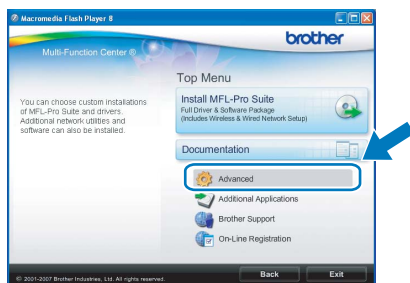 Macromedia Flash Player 8
brother
Multi-Function Center ®
Top Menu
You can choose custom installations
of MFL-Pro Suite and drivers.
Additional network utilities and
software can also be installed.
Install MFL-Pro Suite
Full Driver & Software Package
(Includes Wireless & Wired Network Setup)
Documentation
Advanced
Additional Applications
Brother Support
On-Line Registration
© 2001-2007 Brother Industries, Ltd. All rights reserved.
Back
Exit